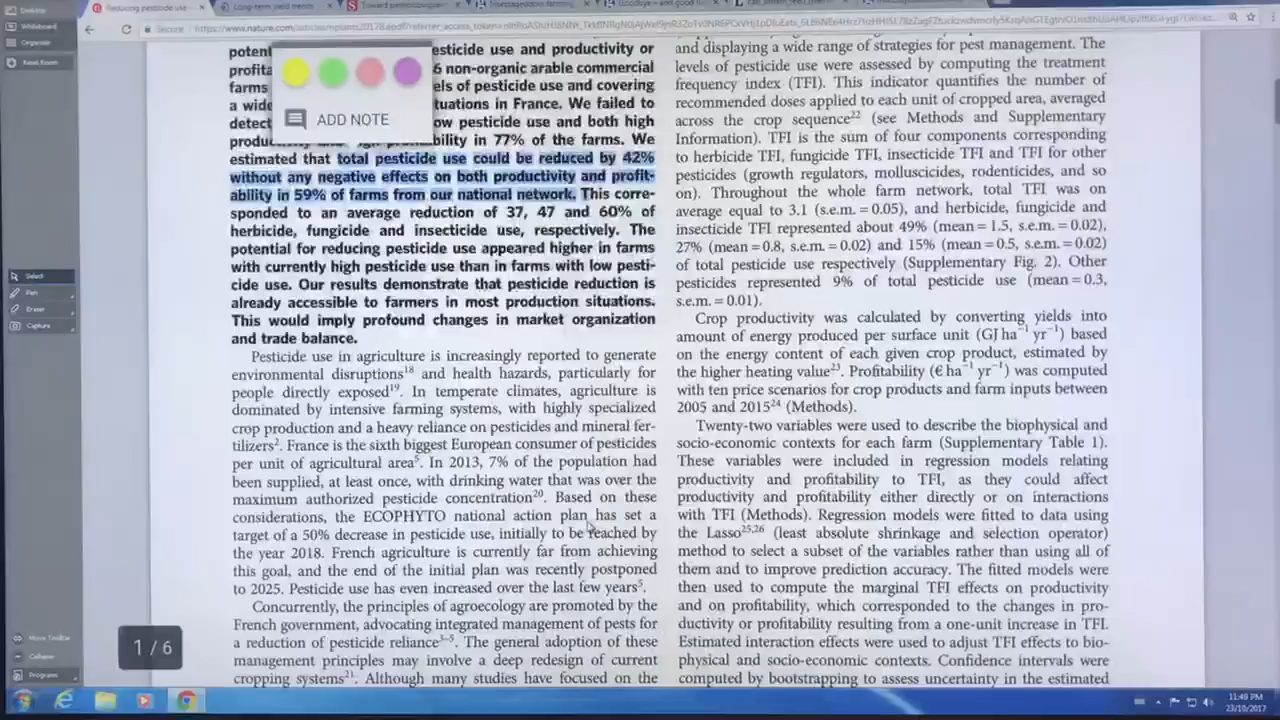 Reducing pesticide use
Long-term yield trends
Desktop
Whiteboard
Organize
Reset Room
Secure
Select
Pen
Eraser
Capture
Move Toolbar
Collapse
Programs
ADD NOTE
potent
esticide use and productivity or
profita
6 non-organic arable commercial
farms
els of pesticide use and covering
a wide
tuations in France. We failed to
detect
ow pesticide use and both high
bility in 77% of the farms. We
estimated that total pesticide use could be reduced by 42%
without any negative effects on both productivity and profit-
ability in 59% of farms from our national network. This corre-
sponded to an average reduction of 37, 47 and 60% of
herbicide, fungicide and insecticide use, respectively. The
potential for reducing pesticide use appeared higher in farms
with currently high pesticide use than in farms with low pesti-
cide use. Our results demonstrate that pesticide reduction is
already accessible to farmers in most production situations.
This would imply profound changes in market organization
and trade balance.
Pesticide use in agriculture is increasingly reported to generate
environmental disruptions18 and health hazards, particularly for
people directly exposed19. In temperate climates, agriculture is
dominated by intensive farming systems, with highly specialized
crop production and a heavy reliance on pesticides and mineral fer-
tilizers2. France is the sixth biggest European consumer of pesticides
per unit of agricultural area5. In 2013, 7% of the population had
been supplied, at least once, with drinking water that was over the
maximum authorized pesticide concentration20. Based on these
considerations, the ECOPHYTO national action plan has set a
target of a 50% decrease in pesticide use, initially to be reached by
the year 2018. French agriculture is currently far from achieving
this goal, and the end of the initial plan was recently postponed
to 2025. Pesticide use has even increased over the last few years5.
Concurrently, the principles of agroecology are promoted by the
French government, advocating integrated management of pests for
a reduction of pesticide reliance3–5. The general adoption of these
management principles may involve a deep redesign of current
cropping systems21. Although many studies have focused on the
and displaying a wide range of strategies for pest management. The
levels of pesticide use were assessed by computing the treatment
frequency index (TFI). This indicator quantifies the number of
recommended doses applied to each unit of cropped area, averaged
across the crop sequence22 (see Methods and Supplementary
Information). TFI is the sum of four components corresponding
to herbicide TFI, fungicide TFI, insecticide TFI and TFI for other
pesticides (growth regulators, molluscicides, rodenticides, and so
on). Throughout the whole farm network, total TFI was on
average equal to 3.1 (s.e.m. = 0.05), and herbicide, fungicide and
insecticide TFI represented about 49% (mean = 1.5, s.e.m. = 0.02),
27% (mean = 0.8, s.e.m. = 0.02) and 15% (mean = 0.5, s.e.m. = 0.02)
of total pesticide use respectively (Supplementary Fig. 2). Other
pesticides represented 9% of total pesticide use (mean = 0.3,
s.e.m. = 0.01).
Crop productivity was calculated by converting yields into
amount of energy produced per surface unit (GJ ha−1 yr−1) based
on the energy content of each given crop product, estimated by
the higher heating value23. Profitability (€ ha−1 yr−1) was computed
with ten price scenarios for crop products and farm inputs between
2005 and 201524 (Methods).
Twenty-two variables were used to describe the biophysical and
socio-economic contexts for each farm (Supplementary Table 1).
These variables were included in regression models relating
productivity and profitability to TFI, as they could affect
productivity and profitability either directly or on interactions
with TFI (Methods). Regression models were fitted to data using
the Lasso25,26 (least absolute shrinkage and selection operator)
method to select a subset of the variables rather than using all of
them and to improve prediction accuracy. The fitted models were
then used to compute the marginal TFI effects on productivity
and on profitability, which corresponded to the changes in pro-
ductivity or profitability resulting from a one-unit increase in TFI.
Estimated interaction effects were used to adjust TFI effects to bio-
physical and socio-economic contexts. Confidence intervals were
computed by bootstrapping to assess uncertainty in the estimated
1 / 6
11:49 PM
23/10/2017